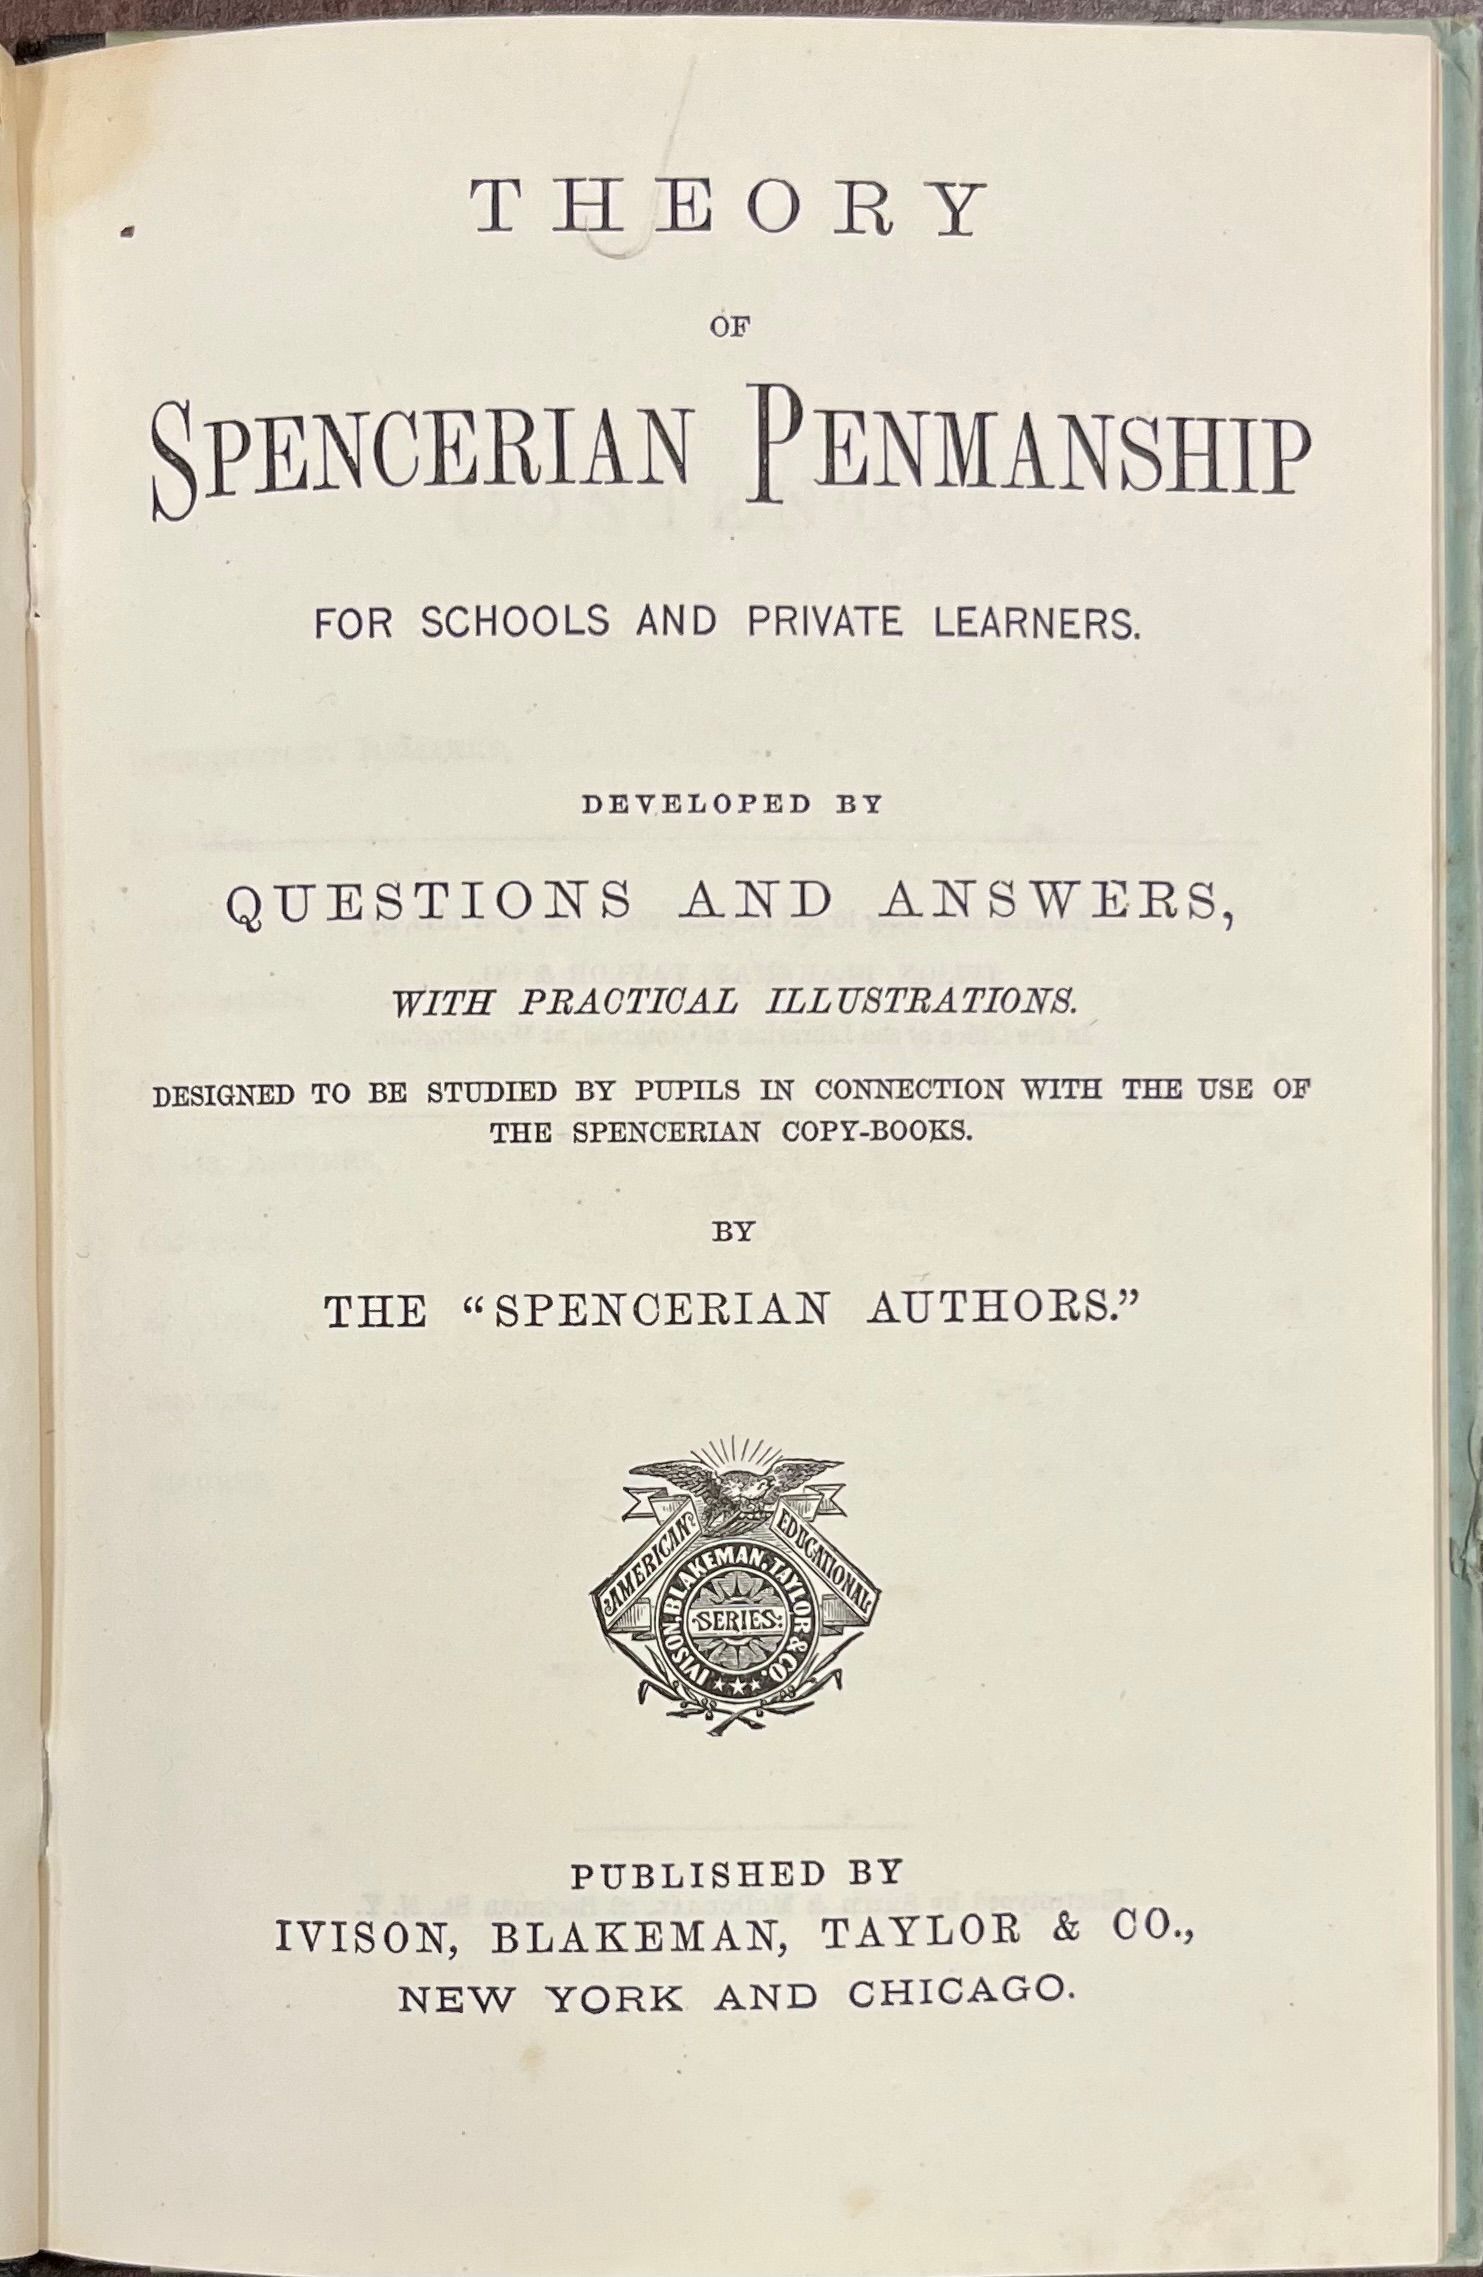 THEORY
OF
SPENCERIAN PENMANSHIP
FOR SCHOOLS AND PRIVATE LEARNERS.
DEVELOPED BY
QUESTIONS AND ANSWERS,
WITH PRACTICAL ILLUSTRATIONS.
DESIGNED TO BE STUDIED BY PUPILS IN CONNECTION WITH THE USE OF
THE SPENCERIAN COPY-BOOKS.
BY
THE “SPENCERIAN AUTHORS.”
AMERICAN EDUCATIONAL
IVISON, BLAKEMAN, TAYLOR & CO.
SERIES
PUBLISHED BY
IVISON, BLAKEMAN, TAYLOR & CO.,
NEW YORK AND CHICAGO.